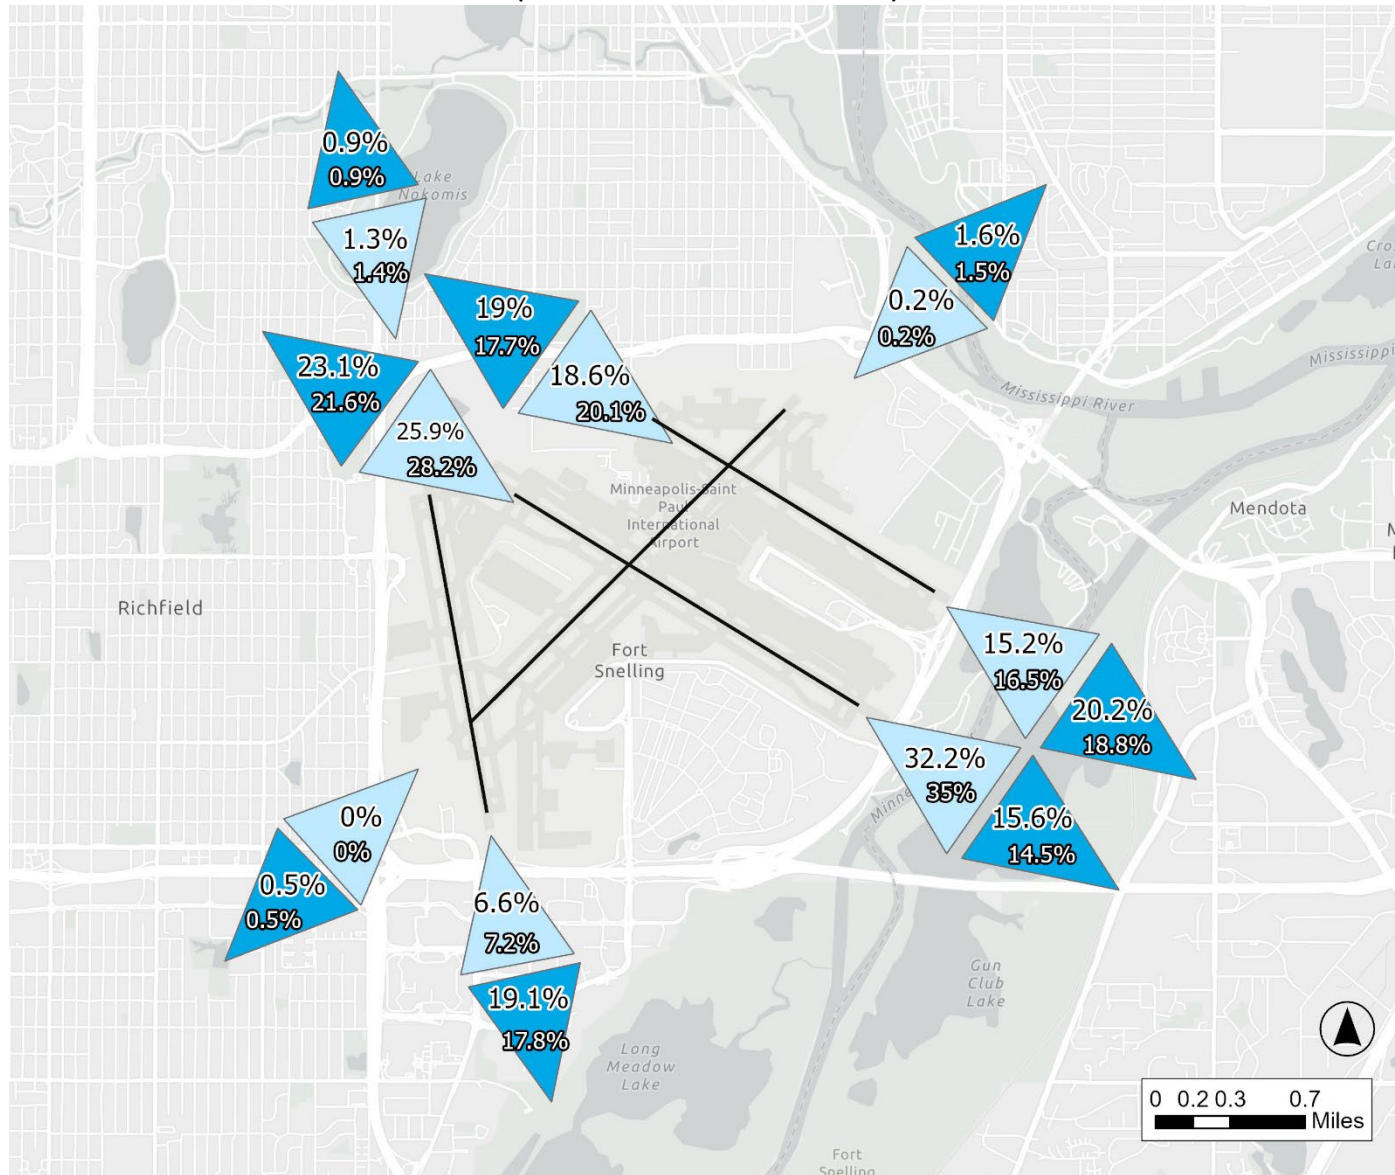 0.9%
0.9%
Lake
Nokomis
1.3%
1.4%
1.6%
1.5%
0.2%
0.2%
19%
17.7%
18.6%
20.1%
23.1%
21.6%
25.9%
28.2%
Mississippi River
Mississippi
Minneapolis-Saint
Paul
International
Airport
Mendota
Richfield
Fort
Snelling
15.2%
16.5%
20.2%
18.8%
32.2%
35%
15.6%
14.5%
0%
0%
0.5%
0.5%
6.6%
7.2%
19.1%
17.8%
Gun
Club
Lake
Long
Meadow
Lake
0 0.2 0.3 0.7
Miles
Fort
Snelling